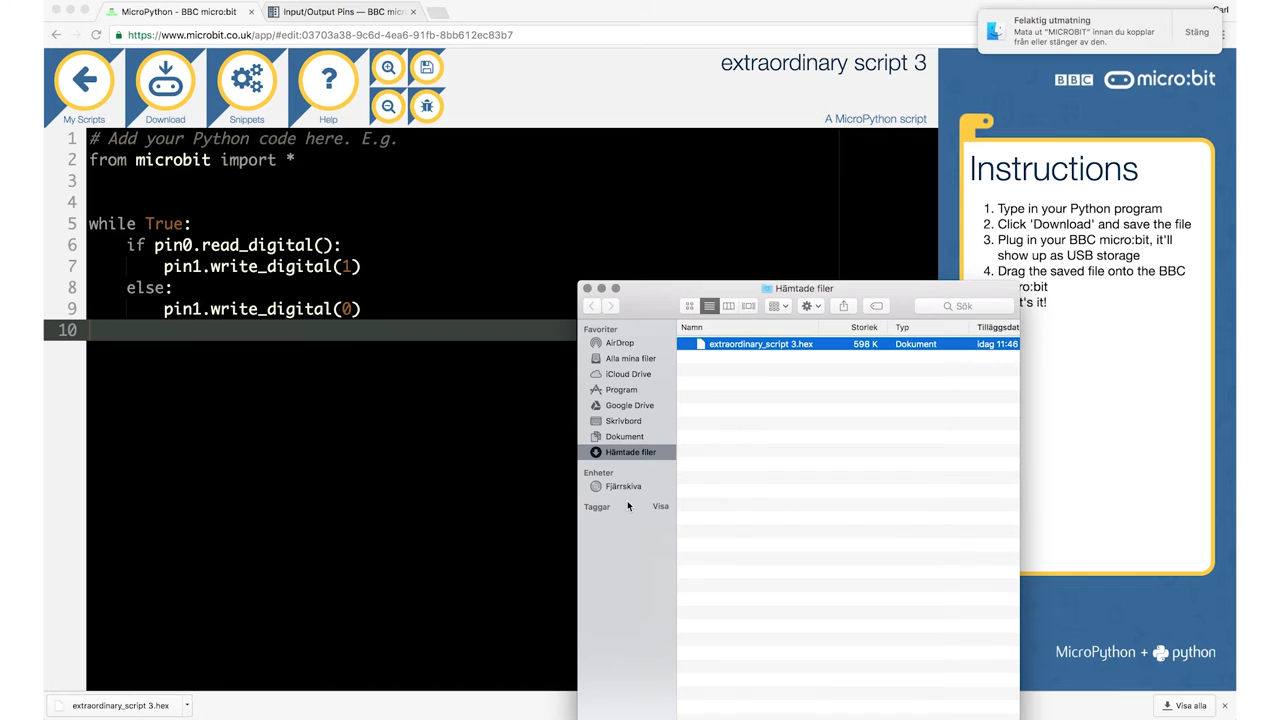 MicroPython - BBC micro:bit
Input/Output Pins — BBC micr
Carl
https://www.microbit.co.uk/app/#edit:03703a38-9c6d-4ea6-91fb-8bb612ec83b7
Felaktig utmatning
Mata ut "MICROBIT" innan du kopplar
från eller stänger av den.
Stäng
My Scripts
Download
Snippets
?
Help
extraordinary script 3
A MicroPython script
BBC micro:bit
1 # Add your Python code here. E.g.
2 from microbit import *
3
4
5 while True:
6 if pin0.read_digital():
7 pin1.write_digital(1)
8 else:
9 pin1.write_digital(0)
10
Instructions
1. Type in your Python program
2. Click 'Download' and save the file
3. Plug in your BBC micro:bit, it'll
show up as USB storage
4. Drag the saved file onto the BBC
cro:bit
t's it!
Hämtade filer
Sök
Favoriter
AirDrop
Alla mina filer
iCloud Drive
Program
Google Drive
Skrivbord
Dokument
Hämtade filer
Enheter
Fjärrskiva
Taggar
Visa
Namn Storlek Typ Tilläggsdat
extraordinary_script 3.hex 598 K Dokument idag 11:46
MicroPython + python
extraordinary_script 3.hex
Visa alla